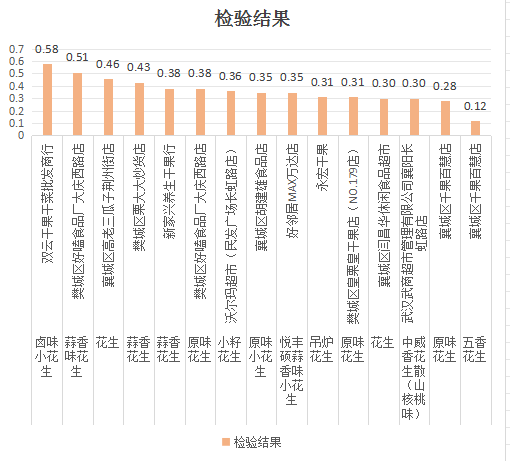 检验结果
0.7
0.6
0.5
0.4
0.3
0.2
0.1
0
0.58
0.51
0.46
0.43
0.38
0.38
0.36
0.35
0.35
0.31
0.31
0.30
0.30
0.28
0.12
双云干果干菜批发商行
樊城区好嗑食品厂大庆西路店
襄城区高老三瓜子荆州街店
樊城区栗大大炒货店
新家兴养生干果行
樊城区好嗑食品厂大庆西路店
沃尔玛超市（民发广场长虹路店）
襄城区胡建雄食品店
好邻居MAX万达店
永宏干果
樊城区皇栗皇干果店（NO.179店）
襄城区闫昌华休闲食品超市
武汉武商超市管理有限公司襄阳长
虹路店
襄城区千果百慧店
襄城区千果百慧店
卤味
小花
生
蒜香
味花
生
花生
蒜香
花生
蒜香
花生
原味
花生
小籽
花生
原味
小花
生
悦丰
硕蒜
香味
小花
生
吊炉
花生
原味
花生
花生
中威
香花
生散
（山
核桃
味）
原味
花生
五香
花生
检验结果